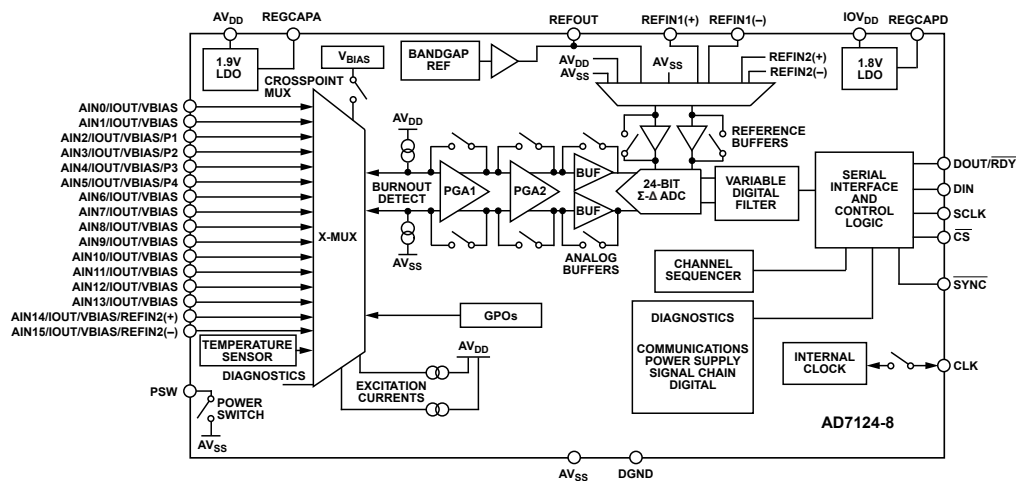 AVDD
REGCAPA
REFOUT
REFIN1(+)
REFIN1(–)
IOVDD
REGCAPD
1.9V
LDO
VBIAS
CROSSPOINT
MUX
BANDGAP
REF
AVDD
AVSS
AVSS
REFIN2(+)
REFIN2(–)
1.8V
LDO
AIN0/IOUT/VBIAS
AIN1/IOUT/VBIAS
AIN2/IOUT/VBIAS/P1
AIN3/IOUT/VBIAS/P2
AIN4/IOUT/VBIAS/P3
AIN5/IOUT/VBIAS/P4
AIN6/IOUT/VBIAS
AIN7/IOUT/VBIAS
AIN8/IOUT/VBIAS
AIN9/IOUT/VBIAS
AIN10/IOUT/VBIAS
AIN11/IOUT/VBIAS
AIN12/IOUT/VBIAS
AIN13/IOUT/VBIAS
AIN14/IOUT/VBIAS/REFIN2(+)
AIN15/IOUT/VBIAS/REFIN2(–)
X-MUX
AVDD
BURNOUT
DETECT
AVSS
PGA1
PGA2
BUF
BUF
ANALOG
BUFFERS
REFERENCE
BUFFERS
24-BIT
Σ-Δ ADC
VARIABLE
DIGITAL
FILTER
SERIAL
INTERFACE
AND
CONTROL
LOGIC
DOUT/RDY
DIN
SCLK
CS
SYNC
CHANNEL
SEQUENCER
GPOs
TEMPERATURE
SENSOR
DIAGNOSTICS
AVDD
EXCITATION
CURRENTS
DIAGNOSTICS
COMMUNICATIONS
POWER SUPPLY
SIGNAL CHAIN
DIGITAL
INTERNAL
CLOCK
CLK
PSW
POWER
SWITCH
AVSS
AD7124-8
AVSS
DGND